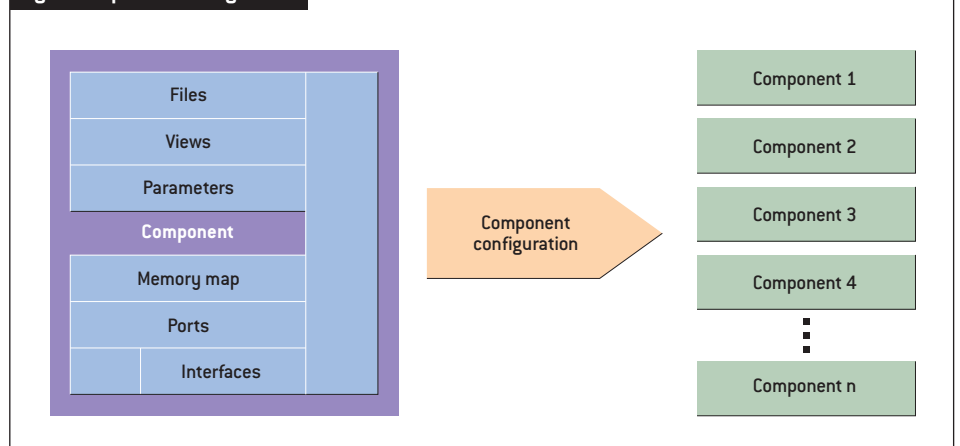 Files
Views
Parameters
Component
Memory map
Ports
Interfaces
Component
configuration
Component 1
Component 2
Component 3
Component 4
Component n